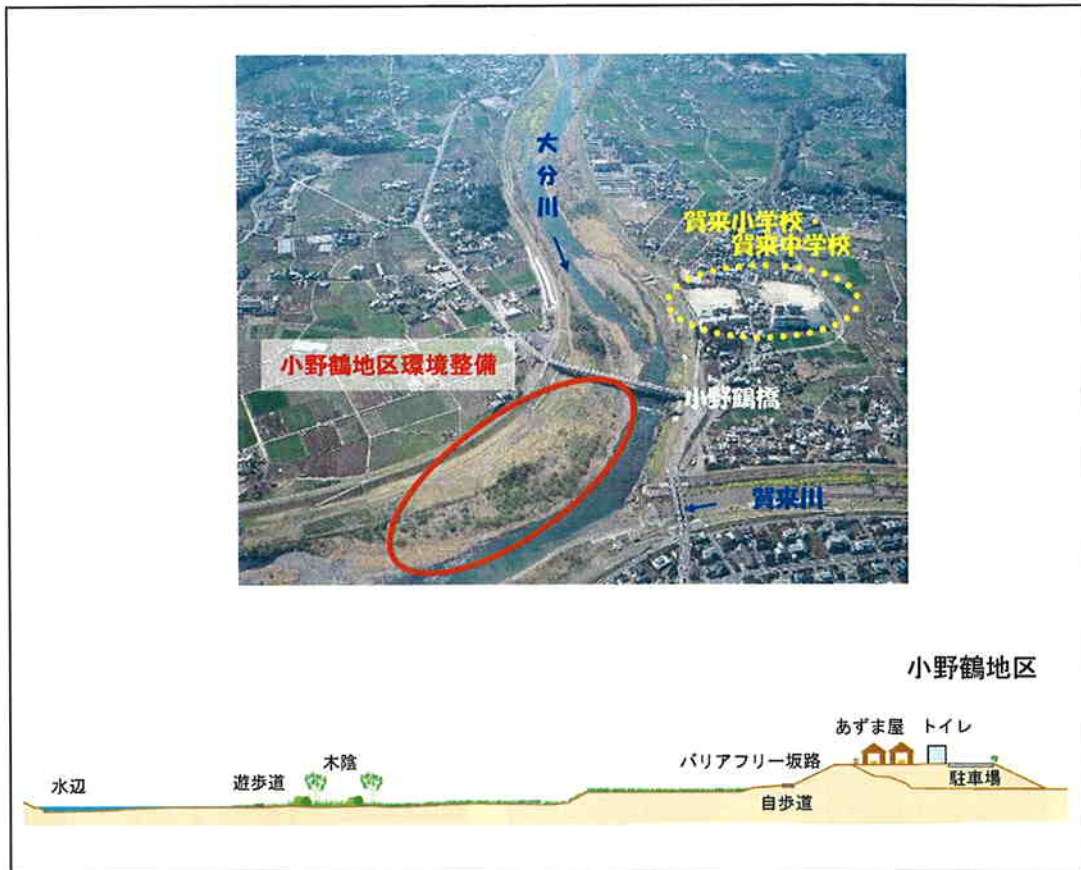 大分川
賀来小学校・
賀来中学校
小野鶴地区環境整備
小野鶴橋
賀来川
小野鶴地区
あずま屋 トイレ
バリアフリー坂路
木陰
水辺
遊歩道
駐車場
自歩道